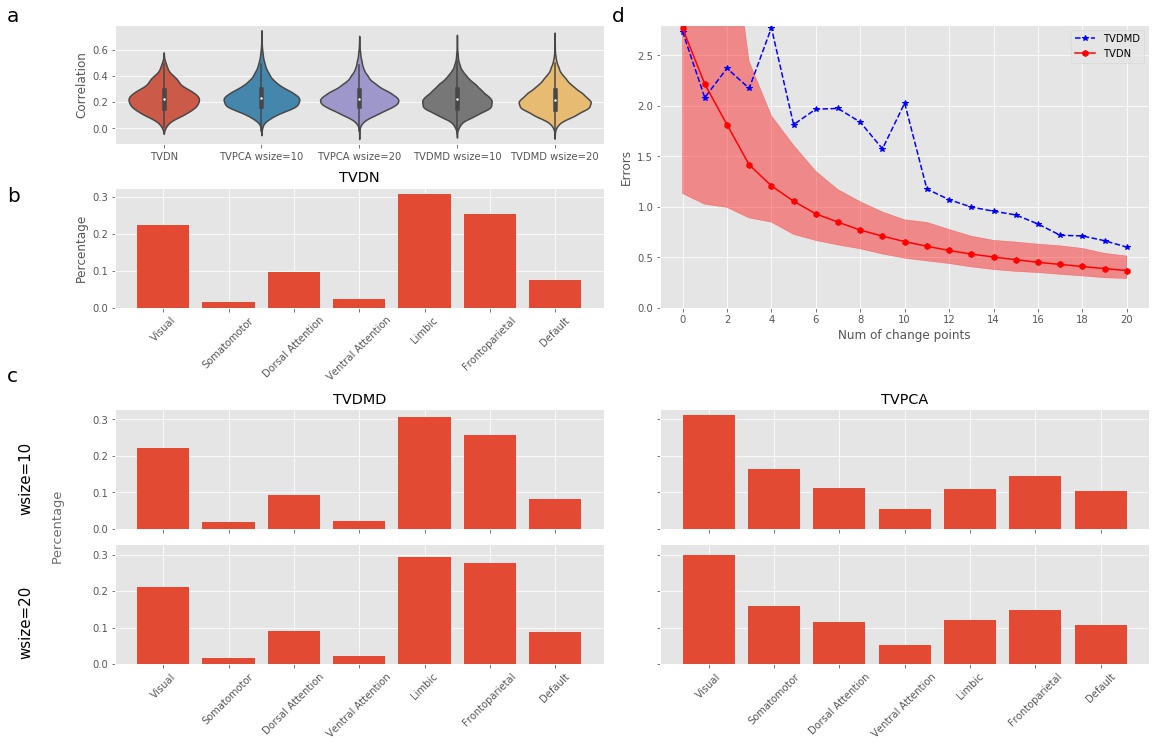 a
Correlation
0.6
0.4
0.2
0.0
TVDN
TVPCA wsize=10
TVPCA wsize=20
TVDMD wsize=10
TVDMD wsize=20
b
TVDN
Percentage
0.3
0.2
0.1
0.0
Visual
Somatomotor
Dorsal Attention
Ventral Attention
Limbic
Frontoparietal
Default
d
Errors
2.5
2.0
1.5
1.0
0.5
0.0
TVDMD
TVDN
0 2 4 6 8 10 12 14 16 18 20
Num of change points
c
Percentage
wsize=10
TVDMD
0.3
0.2
0.1
0.0
TVPCA
wsize=20
0.3
0.2
0.1
0.0
Visual
Somatomotor
Dorsal Attention
Ventral Attention
Limbic
Frontoparietal
Default
Visual
Somatomotor
Dorsal Attention
Ventral Attention
Limbic
Frontoparietal
Default